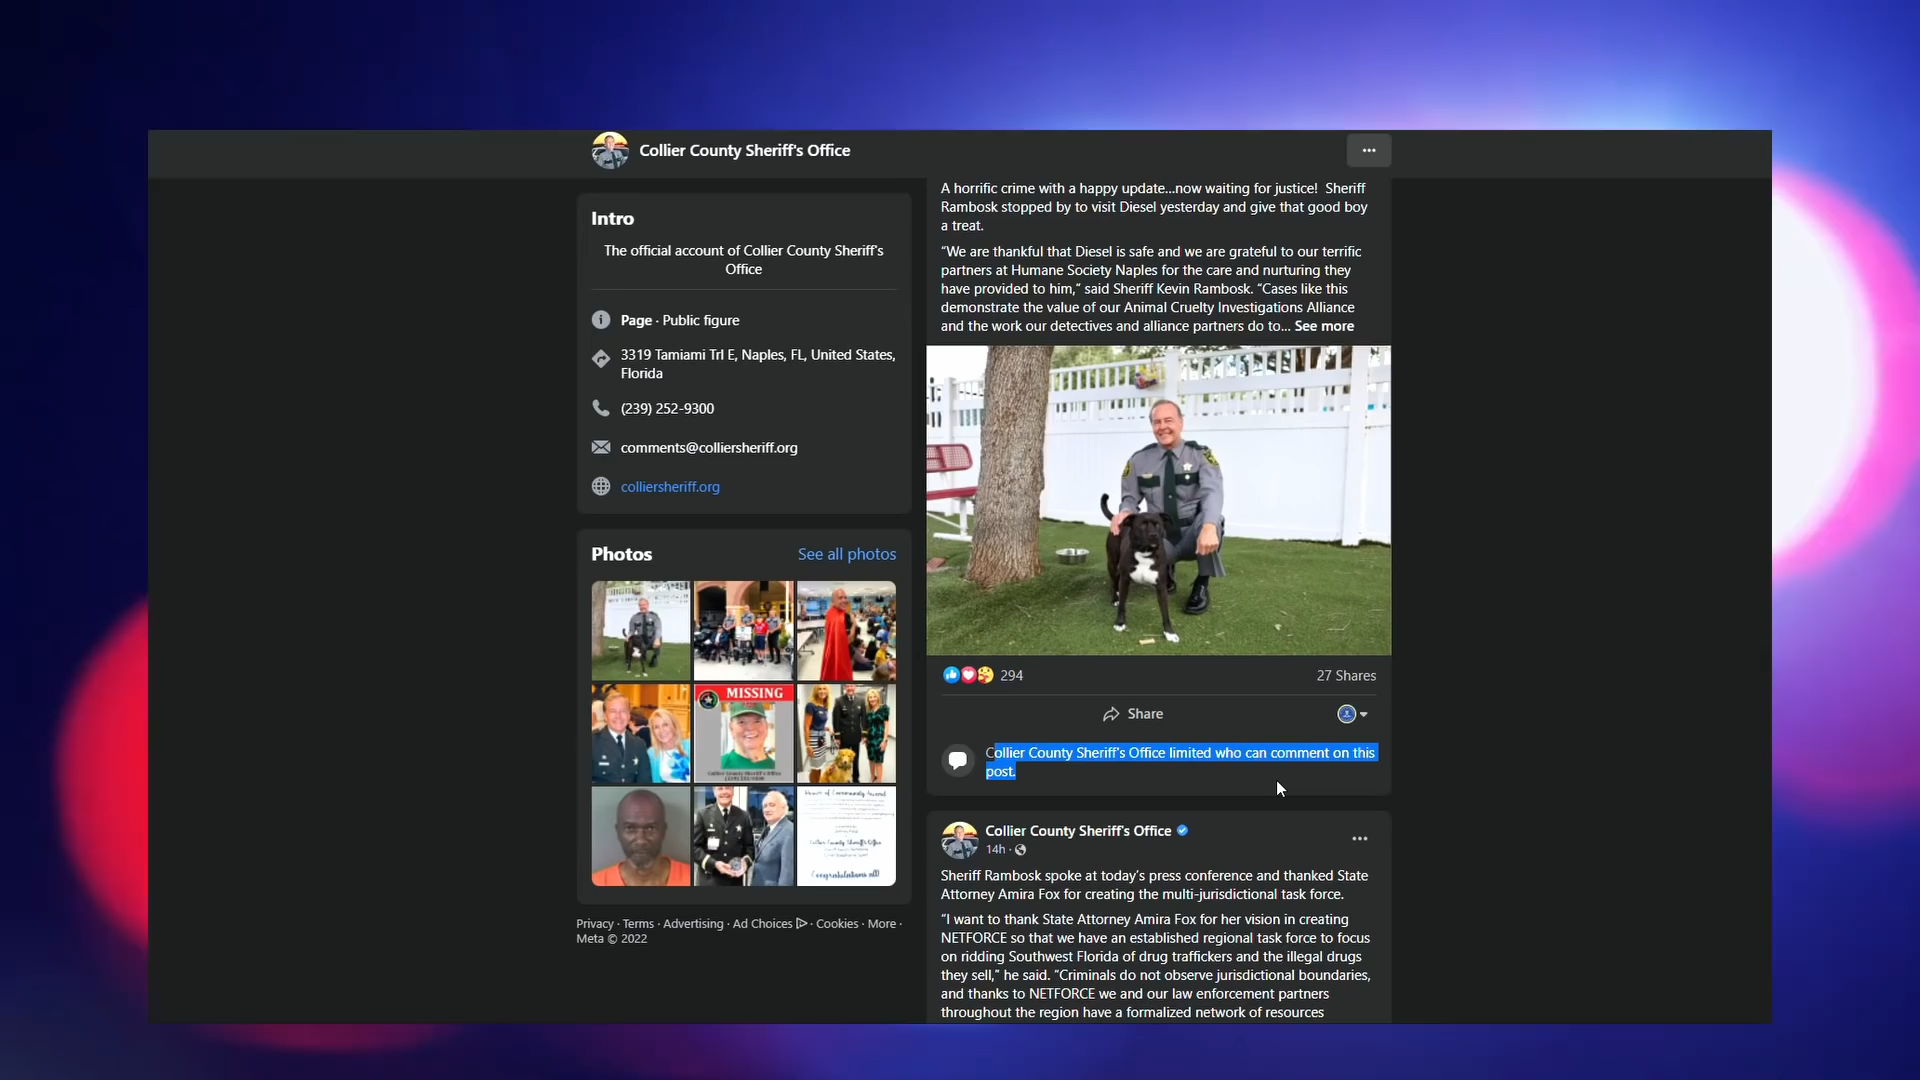 Collier County Sheriff's Office
Intro
The official account of Collier County Sheriff's
Office
Page · Public figure
3319 Tamiami Trl E, Naples, FL, United States,
Florida
(239) 252-9300
comments@colliersheriff.org
colliersheriff.org
Photos
See all photos
MISSING
Collier County Sheriff's Office
Congratulations all!
Privacy · Terms · Advertising · Ad Choices · Cookies · More ·
Meta © 2022
A horrific crime with a happy update...now waiting for justice! Sheriff
Rambosk stopped by to visit Diesel yesterday and give that good boy
a treat.
“We are thankful that Diesel is safe and we are grateful to our terrific
partners at Humane Society Naples for the care and nurturing they
have provided to him,” said Sheriff Kevin Rambosk. “Cases like this
demonstrate the value of our Animal Cruelty Investigations Alliance
and the work our detectives and alliance partners do to... See more
294
27 Shares
Share
Collier County Sheriff's Office limited who can comment on this
post.
Collier County Sheriff's Office
14h ·
Sheriff Rambosk spoke at today's press conference and thanked State
Attorney Amira Fox for creating the multi-jurisdictional task force.
“I want to thank State Attorney Amira Fox for her vision in creating
NETFORCE so that we have an established regional task force to focus
on ridding Southwest Florida of drug traffickers and the illegal drugs
they sell,” he said. “Criminals do not observe jurisdictional boundaries,
and thanks to NETFORCE we and our law enforcement partners
throughout the region have a formalized network of resources